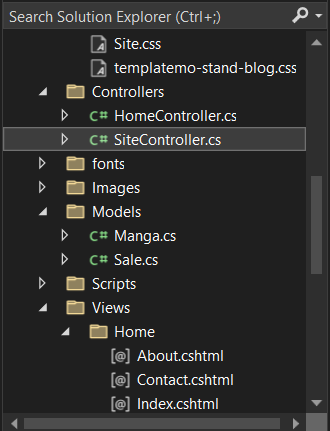 Search Solution Explorer (Ctrl+;)
Site.css
templatemo-stand-blog.css
Controllers
C# HomeController.cs
C# SiteController.cs
fonts
Images
Models
C# Manga.cs
C# Sale.cs
Scripts
Views
Home
[@] About.cshtml
[@] Contact.cshtml
[@] Index.cshtml